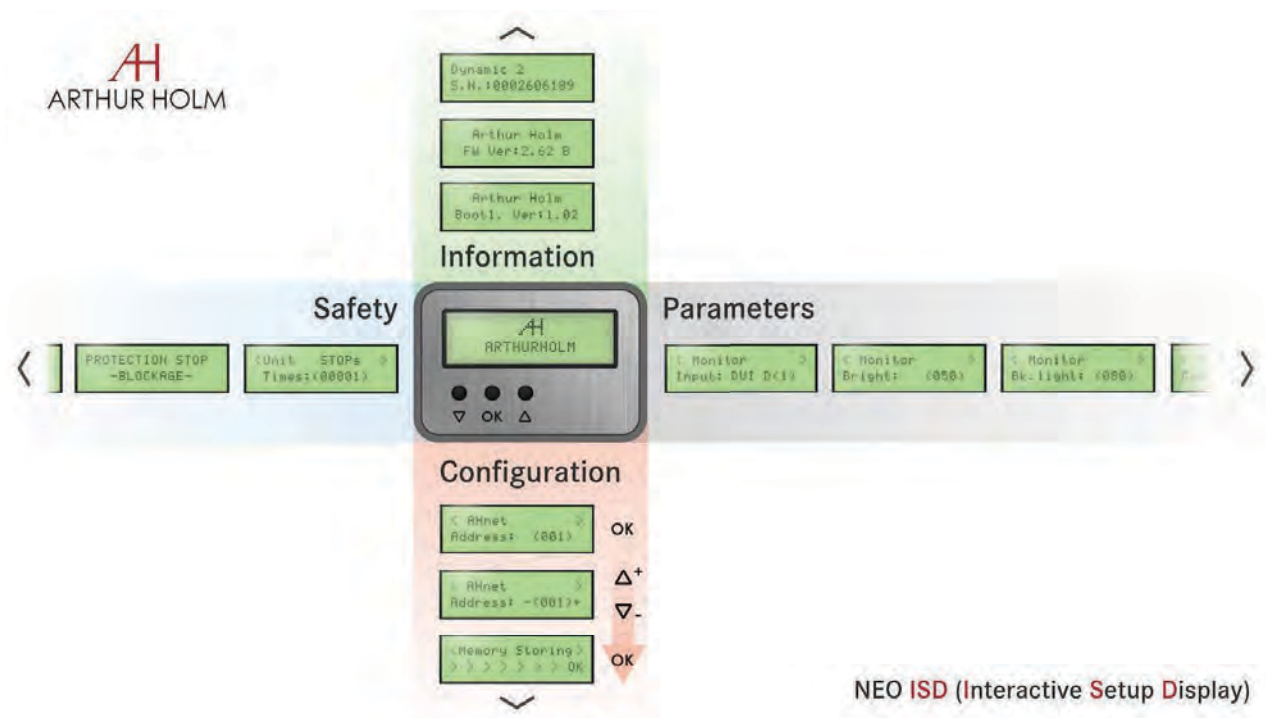 AH
ARTHUR HOLM
Dynamic 2
S.N.:0002606189
Arthur Holm
FW Ver:2.62 B
Arthur Holm
Bootl. Ver:1.02
Information
Safety
Parameters
PROTECTION STOP
-BLOCKAGE-
<Unit STOPs >
Times:(00001)
AH
ARTHURHOLM
▽ OK △
< Monitor >
Input: DVI D(1)
< Monitor >
Bright: (050)
< Monitor >
Bk.light: (080)
Configuration
< AHnet >
Address: (001)
OK
< AHnet >
Address: -(001)+
△+
▽-
<Memory Storing>
> > > > > > > OK
OK
NEO ISD (Interactive Setup Display)